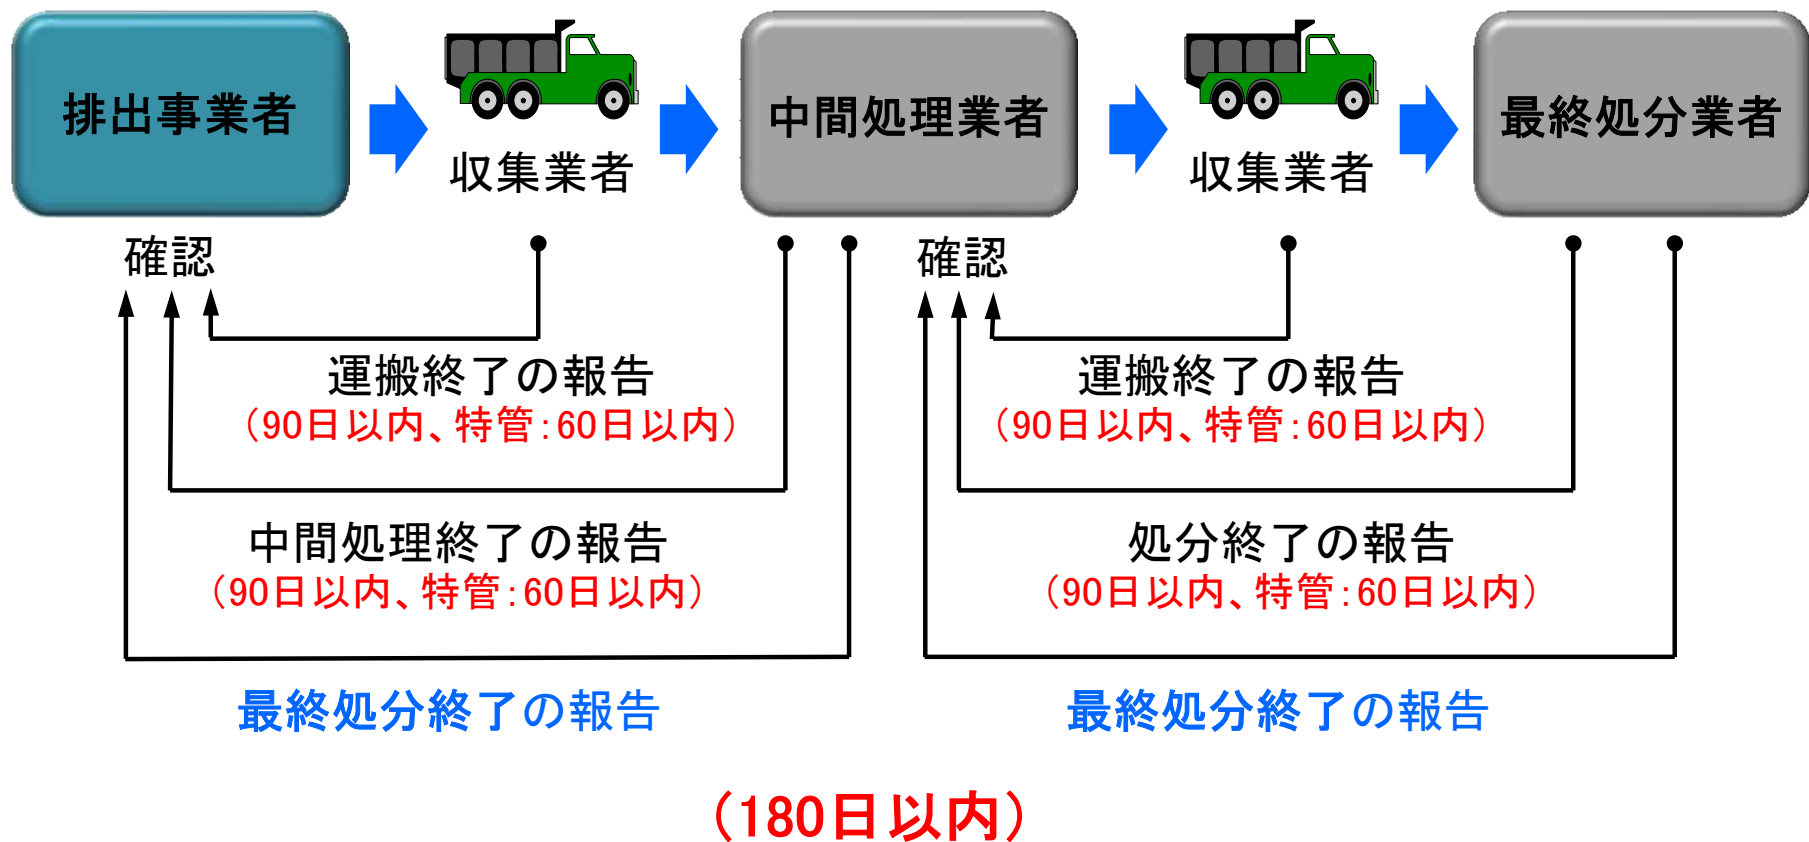 排出事業者
収集業者
中間処理業者
収集業者
最終処分業者
確認
確認
運搬終了の報告
（90日以内、特管：60日以内）
運搬終了の報告
（90日以内、特管：60日以内）
中間処理終了の報告
（90日以内、特管：60日以内）
処分終了の報告
（90日以内、特管：60日以内）
最終処分終了の報告
最終処分終了の報告
（180日以内）